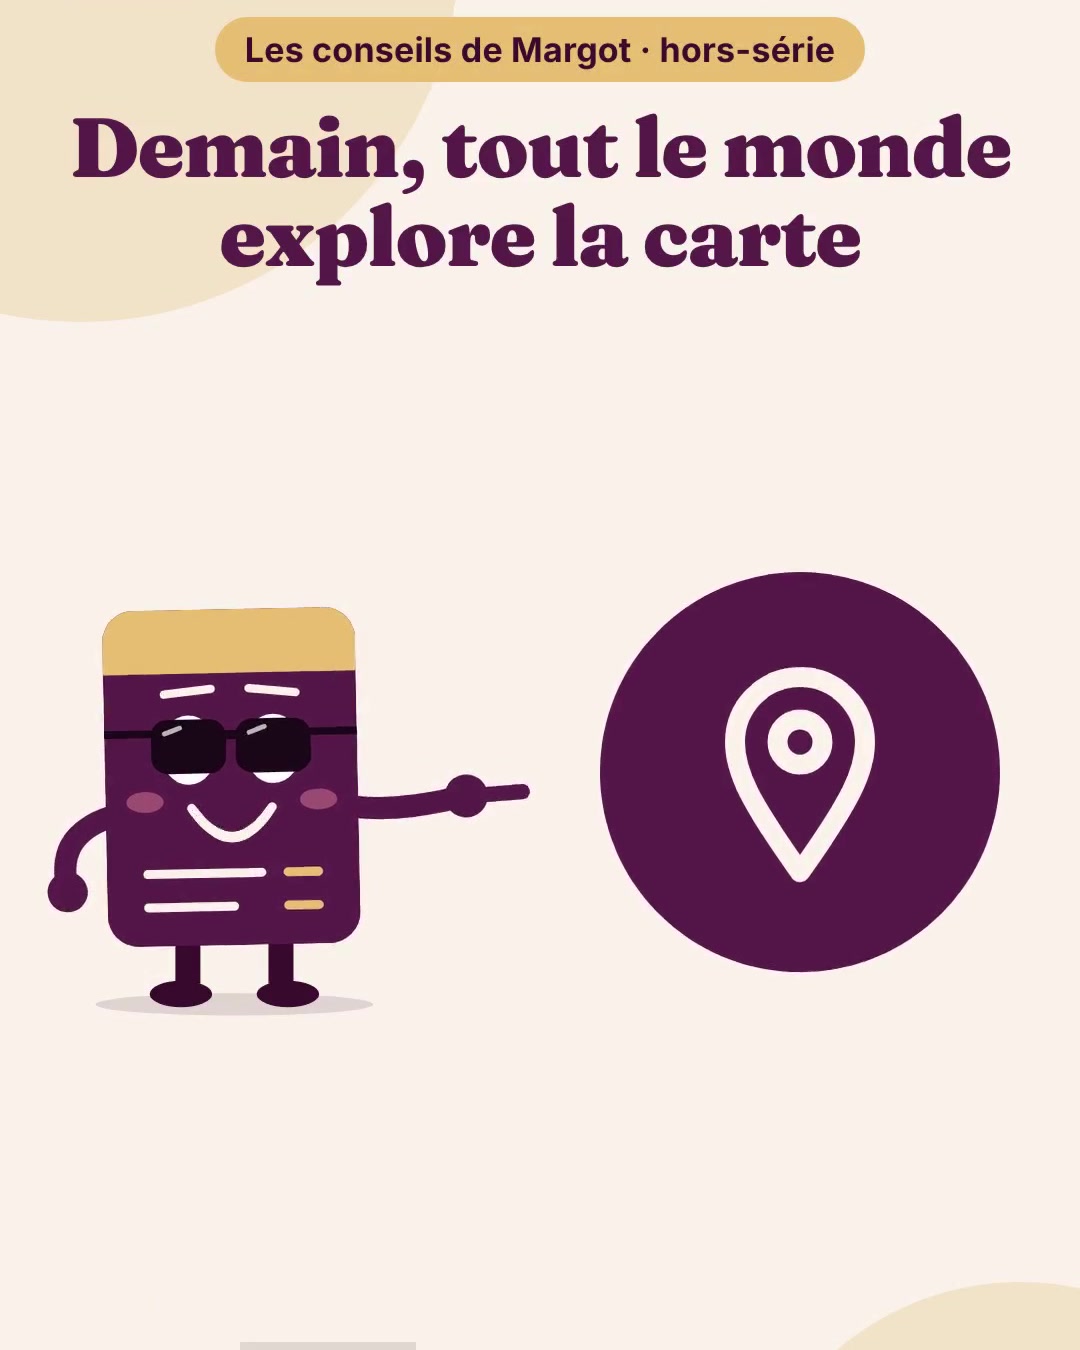 Les conseils de Margot · hors-série
Demain, tout le monde
explore la carte